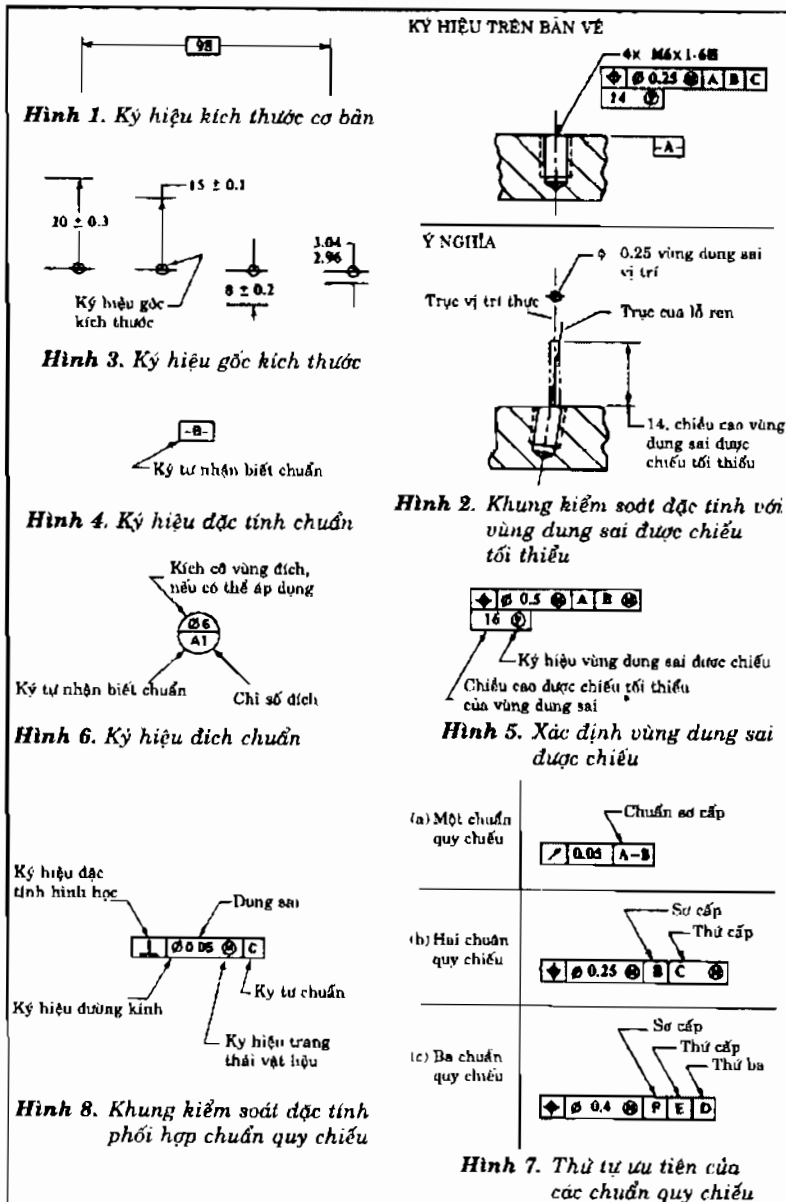 98
Hình 1. Ký hiệu kích thước cơ bản
15 ± 0.1
20 ± 0.3
3.04
2.96
8 ± 0.2
Ký hiệu gốc
kích thước
Hình 3. Ký hiệu gốc kích thước
-B-
Ký tự nhận biết chuẩn
Hình 4. Ký hiệu đặc tính chuẩn
Kích cỡ vùng đích,
nếu có thể áp dụng
Ø6
A1
Ký tự nhận biết chuẩn
Chỉ số đích
Hình 6. Ký hiệu đích chuẩn
Ký hiệu đặc
tính hình học
Dung sai
Ø 0.05 Ⓜ C
Ký hiệu đường kính
Ký tự chuẩn
Ký hiệu trạng
thái vật liệu
Hình 8. Khung kiểm soát đặc tính
phối hợp chuẩn quy chiếu
KÝ HIỆU TRÊN BẢN VẼ
4X M6X1-6H
⌖ Ø 0.25 Ⓜ A B C
14 Ⓟ
-A-
Ý NGHĨA
0.25 vùng dung sai
vị trí
Trục vị trí thực
Trục của lỗ ren
14. chiều cao vùng
dung sai được
chiếu tối thiểu
Hình 2. Khung kiểm soát đặc tính với
vùng dung sai được chiếu
tối thiểu
⌖ Ø 0.5 Ⓜ A B Ⓜ
16 Ⓟ
Ký hiệu vùng dung sai được chiếu
Chiều cao được chiếu tối thiểu
của vùng dung sai
Hình 5. Xác định vùng dung sai
được chiếu
(a) Một chuẩn
quy chiếu
Chuẩn sơ cấp
0.05 A-B
(b) Hai chuẩn
quy chiếu
Sơ cấp
Thứ cấp
⌖ Ø 0.25 Ⓜ B C Ⓜ
(c) Ba chuẩn
quy chiếu
Sơ cấp
Thứ cấp
Thứ ba
⌖ Ø 0.4 Ⓜ F E D
Hình 7. Thứ tự ưu tiên của
các chuẩn quy chiếu